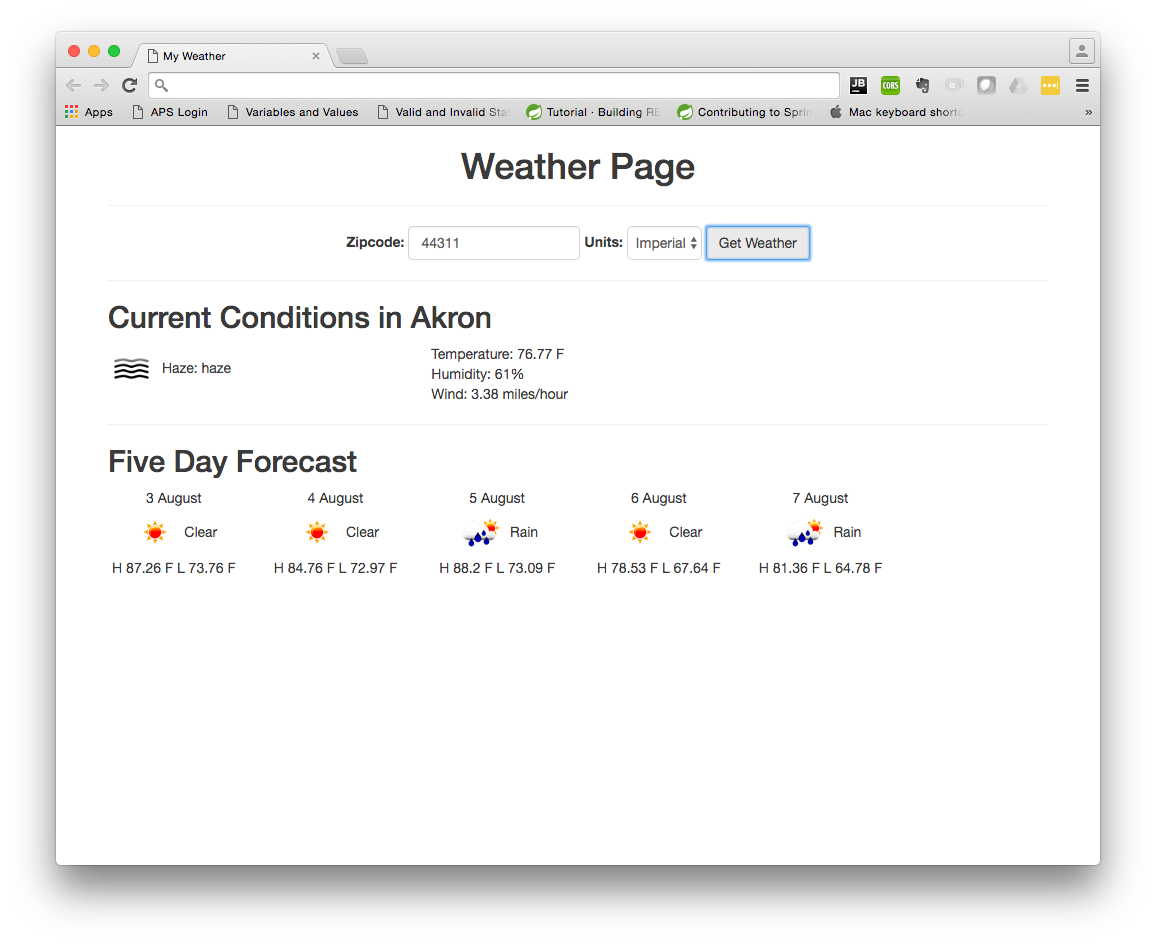 My Weather
JB
CORS
Apps APS Login Variables and Values Valid and Invalid Tutorial · Building Contributing to Mac keyboard »
Weather Page
Zipcode: 44311 Units: Imperial Get Weather
Current Conditions in Akron
Haze: haze
Temperature: 76.77 F
Humidity: 61%
Wind: 3.38 miles/hour
Five Day Forecast
3 August 4 August 5 August 6 August 7 August
Clear Clear Rain Clear Rain
H 87.26 F L 73.76 F H 84.76 F L 72.97 F H 88.2 F L 73.09 F H 78.53 F L 67.64 F H 81.36 F L 64.78 F